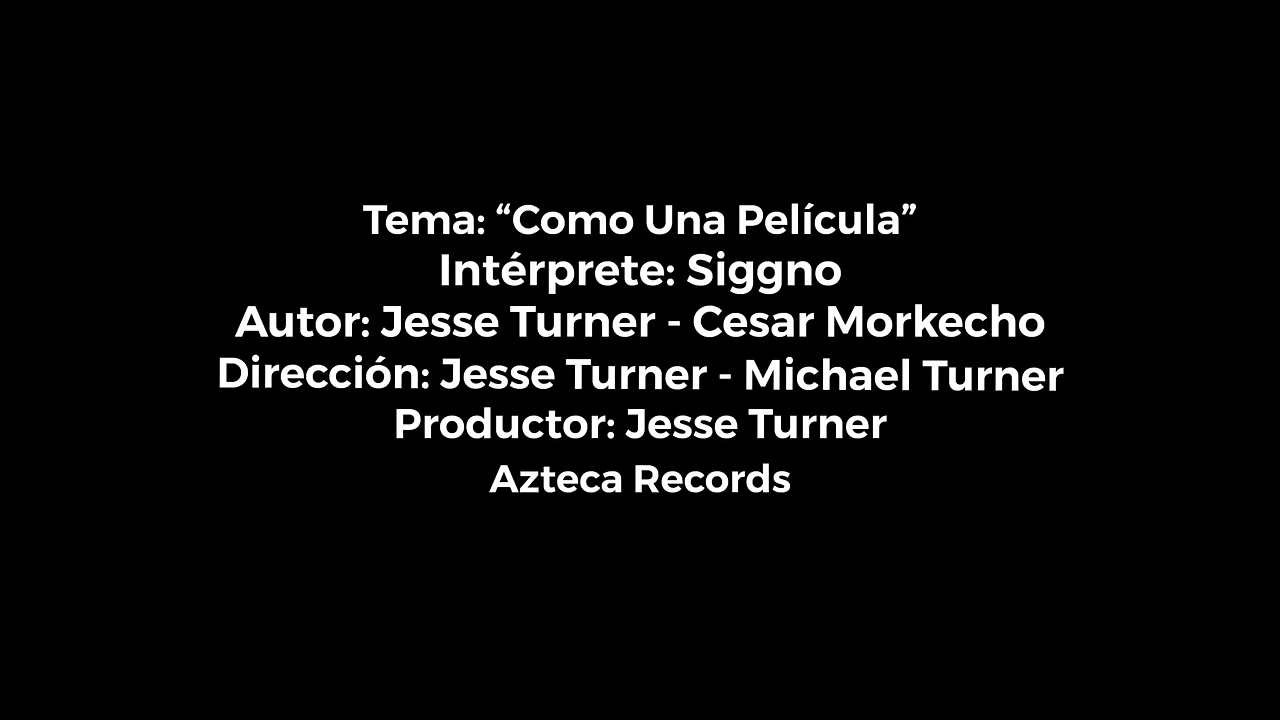 Tema: “Como Una Película”
Intérprete: Siggno
Autor: Jesse Turner - Cesar Morkecho
Dirección: Jesse Turner - Michael Turner
Productor: Jesse Turner
Azteca Records